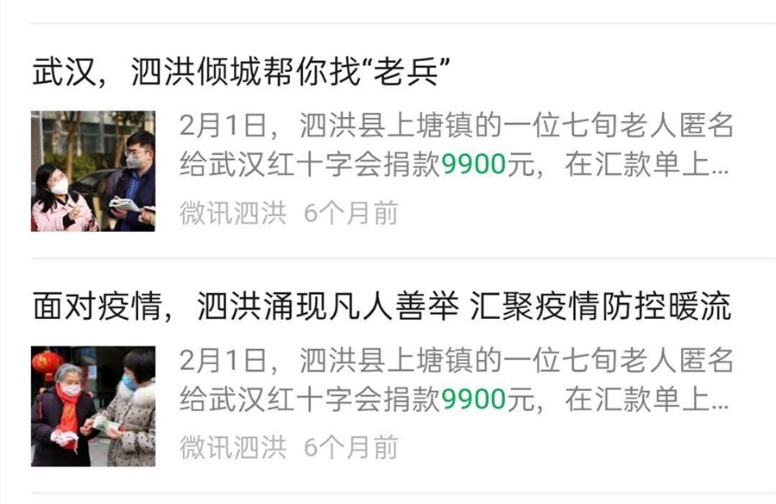 武汉，泗洪倾城帮你找“老兵”
2月1日，泗洪县上塘镇的一位七旬老人匿名
给武汉红十字会捐款9900元，在汇款单上...
微讯泗洪 6个月前
面对疫情，泗洪涌现凡人善举 汇聚疫情防控暖流
2月1日，泗洪县上塘镇的一位七旬老人匿名
给武汉红十字会捐款9900元，在汇款单上...
微讯泗洪 6个月前